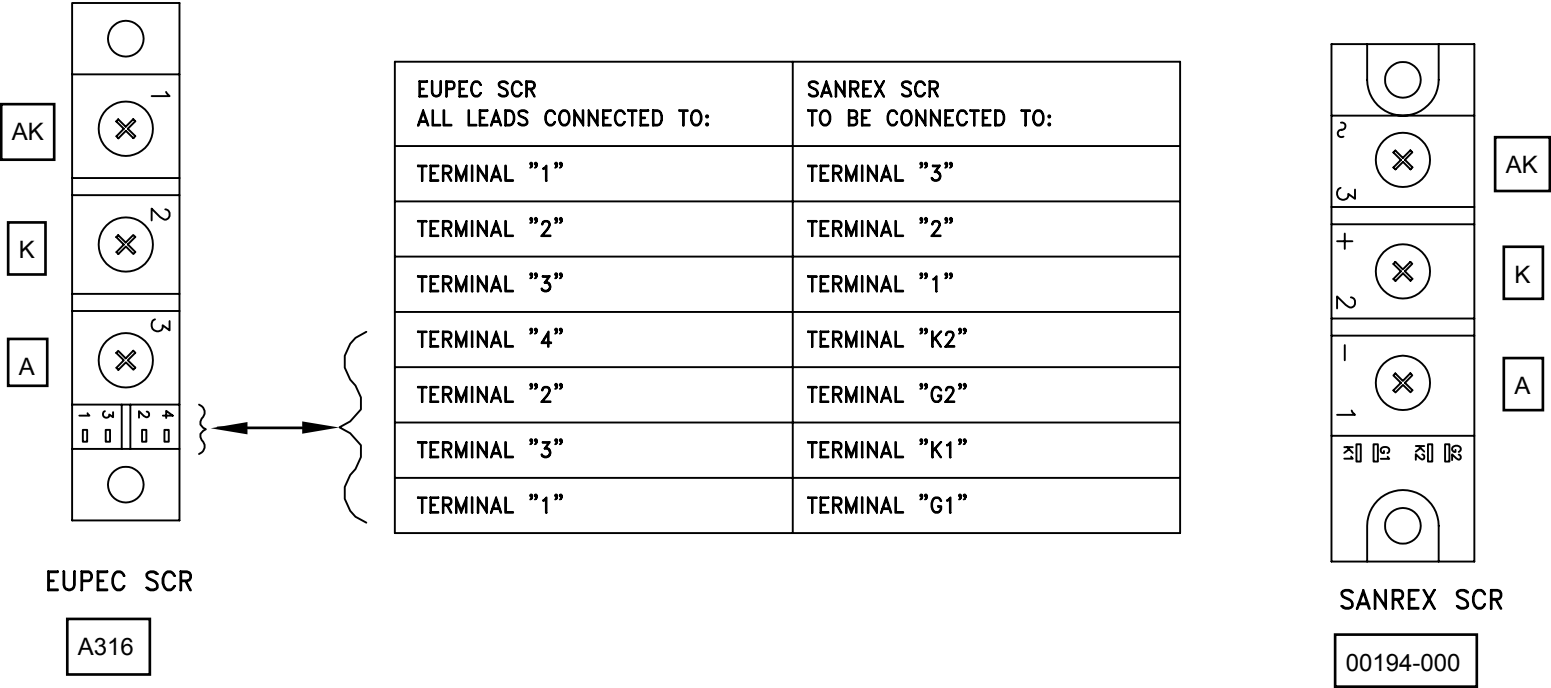 AK
1
K
2
A
3
1 3 2 4
EUPEC SCR
A316
EUPEC SCR
ALL LEADS CONNECTED TO:
SANREX SCR
TO BE CONNECTED TO:
TERMINAL "1"
TERMINAL "3"
TERMINAL "2"
TERMINAL "2"
TERMINAL "3"
TERMINAL "1"
TERMINAL "4"
TERMINAL "K2"
TERMINAL "2"
TERMINAL "G2"
TERMINAL "3"
TERMINAL "K1"
TERMINAL "1"
TERMINAL "G1"
~
3
AK
+
2
K
–
1
A
K1 G1 K2 G2
SANREX SCR
00194-000